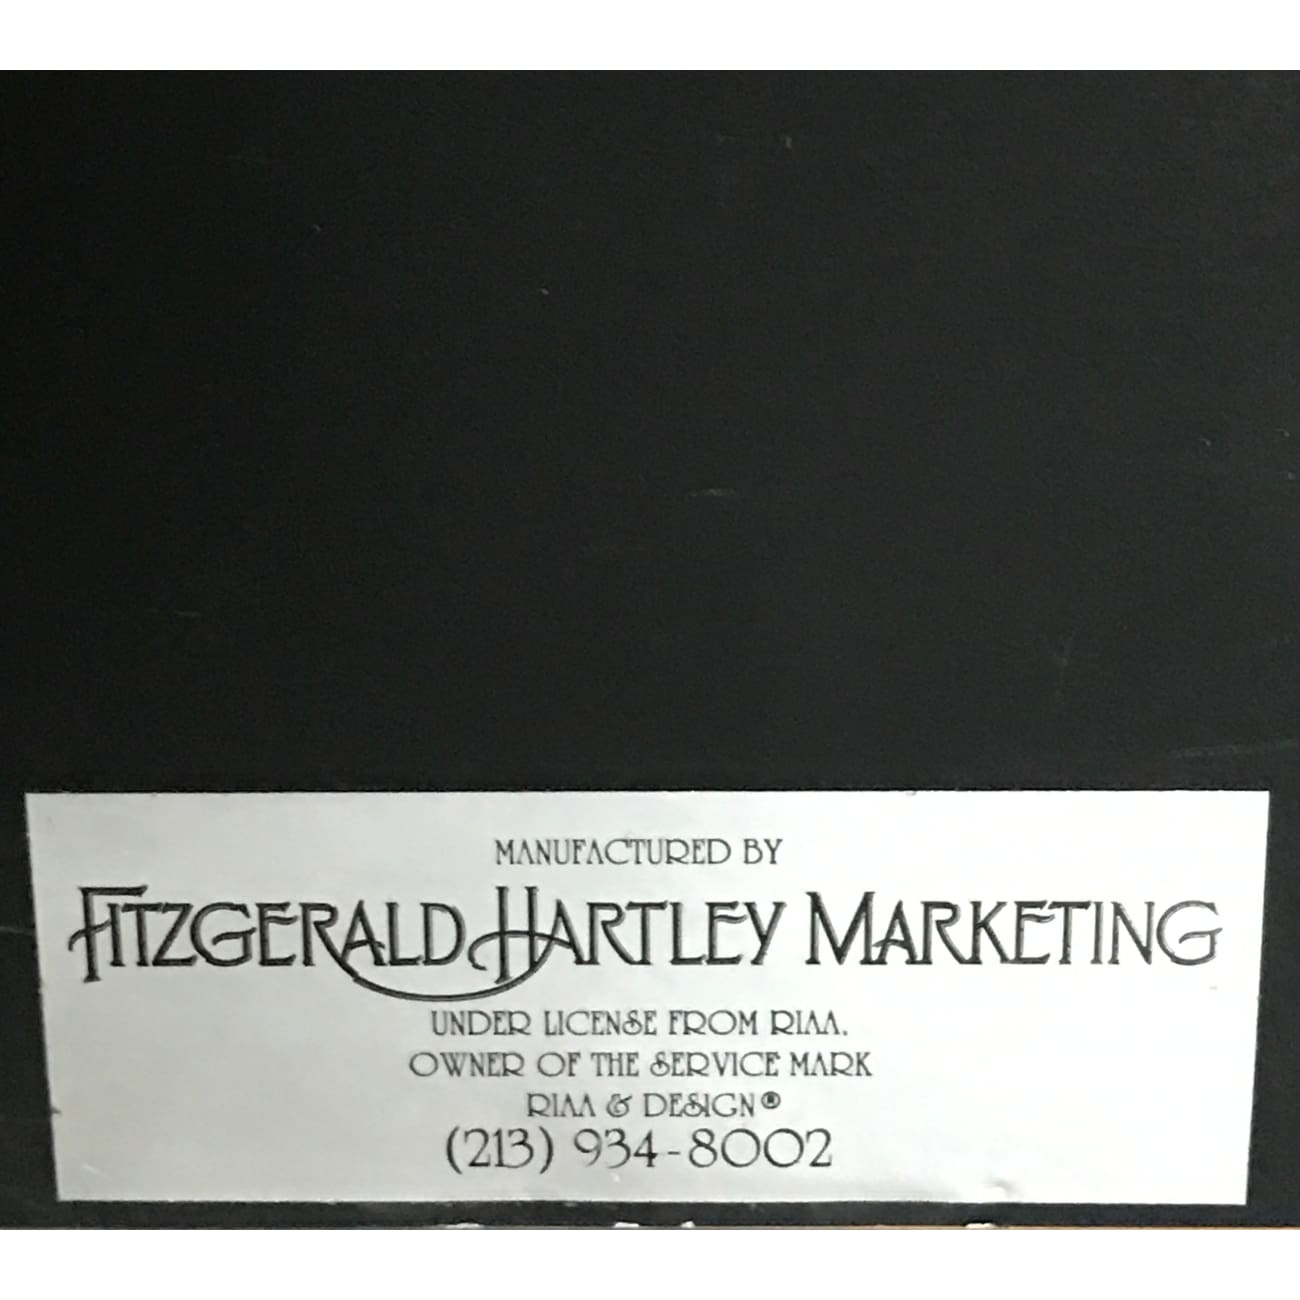 MANUFACTURED BY
FITZGERALD HARTLEY MARKETING
UNDER LICENSE FROM RIAA.
OWNER OF THE SERVICE MARK
RIAA & DESIGN®
(213) 934-8002